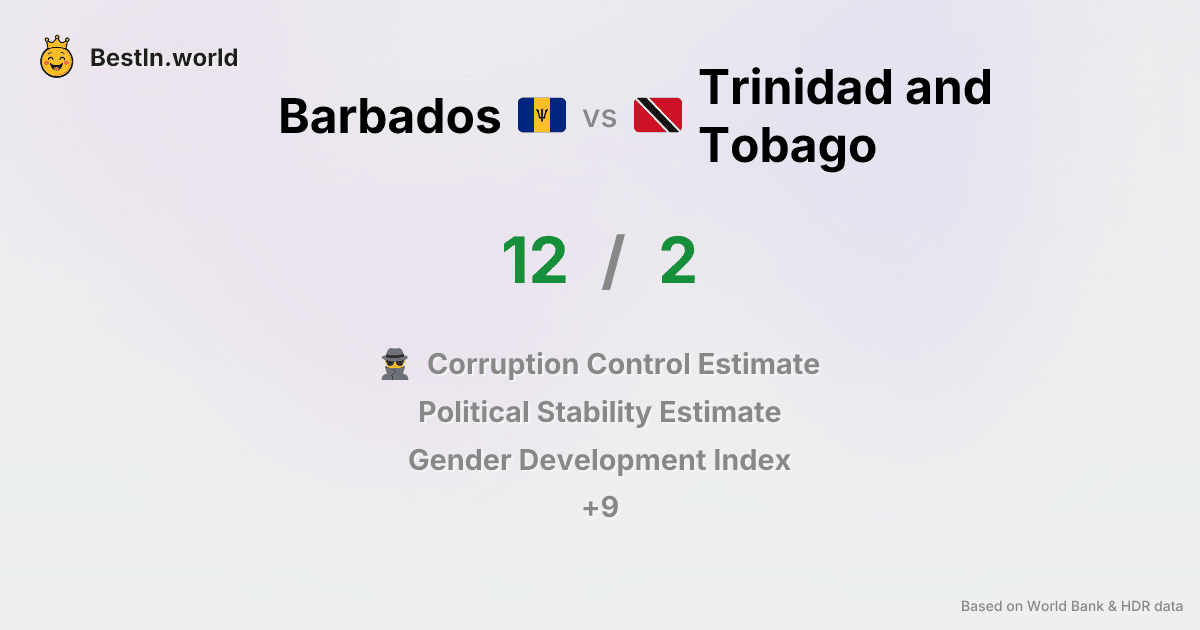 BestIn.world
Barbados vs Trinidad and
Tobago
12 / 2
Corruption Control Estimate
Political Stability Estimate
Gender Development Index
+9
Based on World Bank & HDR data